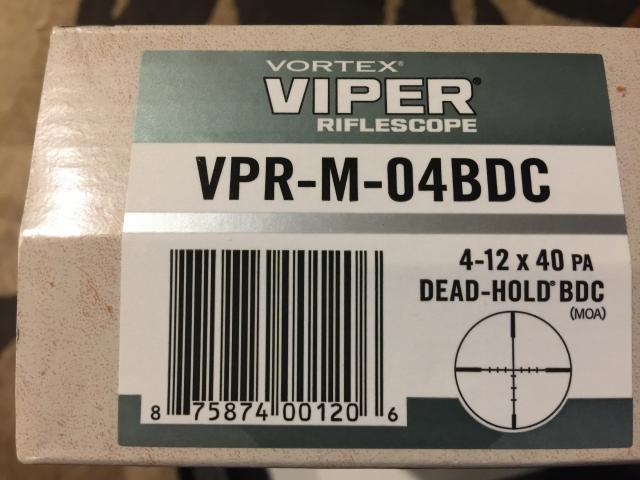 VORTEX®
VIPER®
RIFLESCOPE
VPR-M-04BDC
4-12 x 40 PA
DEAD-HOLD® BDC
(MOA)
8 75874 00120 6